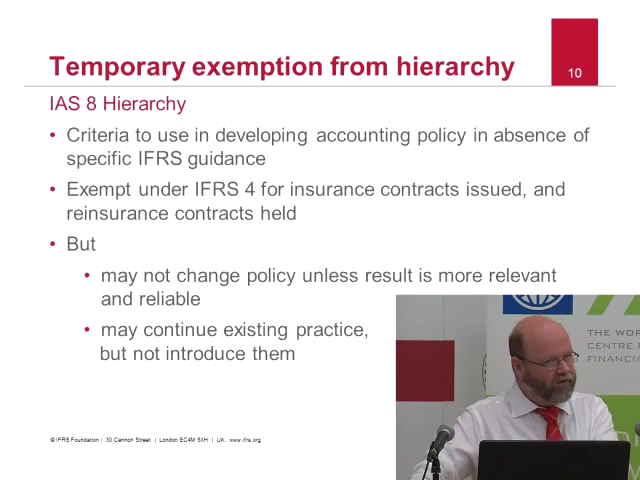 Temporary exemption from hierarchy
10
IAS 8 Hierarchy
• Criteria to use in developing accounting policy in absence of
specific IFRS guidance
• Exempt under IFRS 4 for insurance contracts issued, and
reinsurance contracts held
• But
• may not change policy unless result is more relevant
and reliable
• may continue existing practice,
but not introduce them
THE WOR
CENTRE
FINANCIA
© IFRS Foundation | 30 Cannon Street | London EC4M 6XH | UK. www.ifrs.org